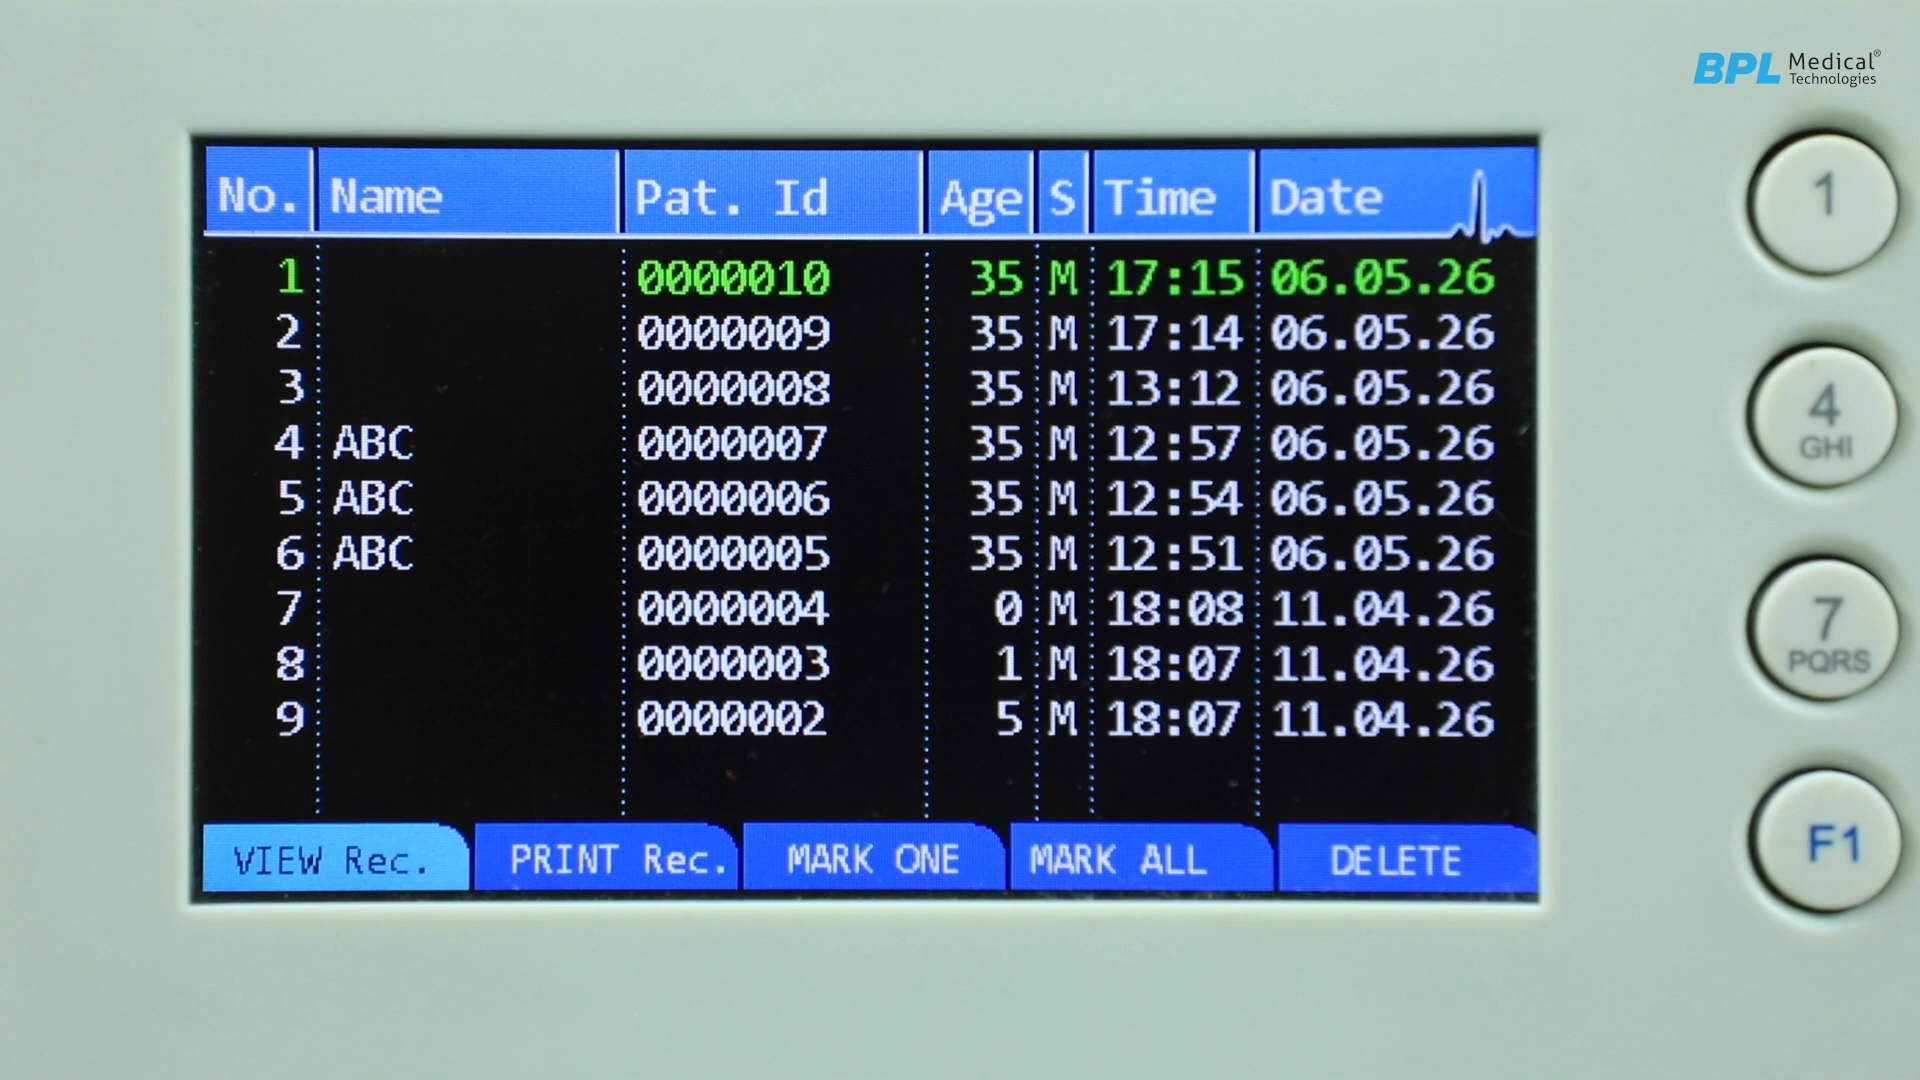 BPL Medical®
Technologies
No. Name Pat. Id Age S Time Date
1 0000010 35 M 17:15 06.05.26
2 0000009 35 M 17:14 06.05.26
3 0000008 35 M 13:12 06.05.26
4 ABC 0000007 35 M 12:57 06.05.26
5 ABC 0000006 35 M 12:54 06.05.26
6 ABC 0000005 35 M 12:51 06.05.26
7 0000004 0 M 18:08 11.04.26
8 0000003 1 M 18:07 11.04.26
9 0000002 5 M 18:07 11.04.26
VIEW Rec. PRINT Rec. MARK ONE MARK ALL DELETE
1
4
GHI
7
PQRS
F1